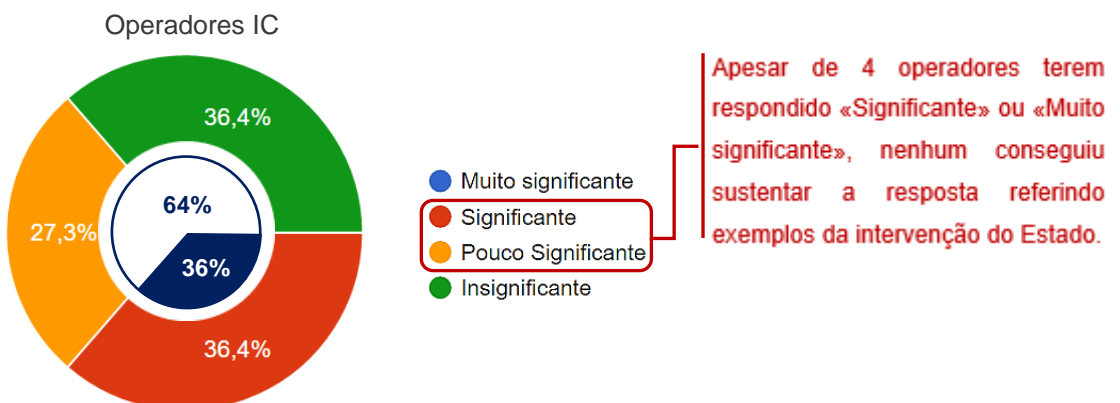 Operadores IC
36,4%
64%
27,3%
36%
36,4%
Muito significante
Significante
Pouco Significante
Insignificante
Apesar de 4 operadores terem
respondido «Significante» ou «Muito
significante», nenhum conseguiu
sustentar a resposta referindo
exemplos da intervenção do Estado.